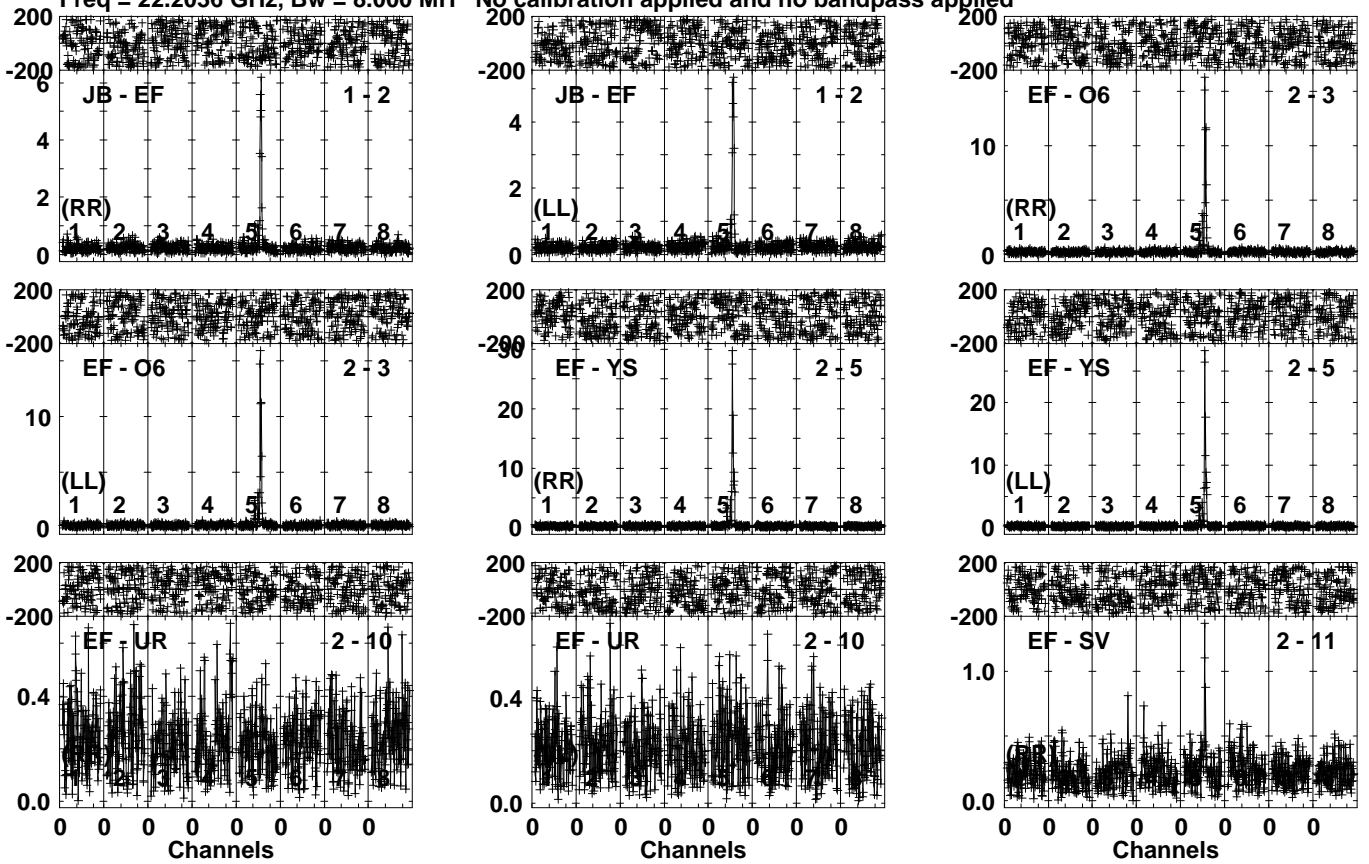 Freq = 22.2036 GHz, Bw = 8.000 MH No calibration applied and no bandpass applied
200 200 200
-200 -200 -200
JB - EF 1 - 2 JB - EF 1 - 2 EF - O6 2 - 3
6
4 4 10
2 2
(RR) (LL) (RR)
1 2 3 4 5 6 7 8 1 2 3 4 5 6 7 8 1 2 3 4 5 6 7 8
0 0 0
200 200 200
-200 -200 -200
30
EF - O6 2 - 3 EF - YS 2 - 5 EF - YS 2 - 5
10 20 20
10 10
(LL) (RR) (LL)
1 2 3 4 5 6 7 8 1 2 3 4 5 6 7 8 1 2 3 4 5 6 7 8
0 0 0
200 200 200
-200 -200 -200
EF - UR 2 - 10 EF - UR 2 - 10 EF - SV 2 - 11
0.4 0.4 1.0
(RR)
2 3 4 5 6 7 8
0.0 0.0 0.0
0 0 0 0 0 0 0 0 0 0 0 0 0 0 0 0 0 0 0 0 0 0 0 0
Channels Channels Channels